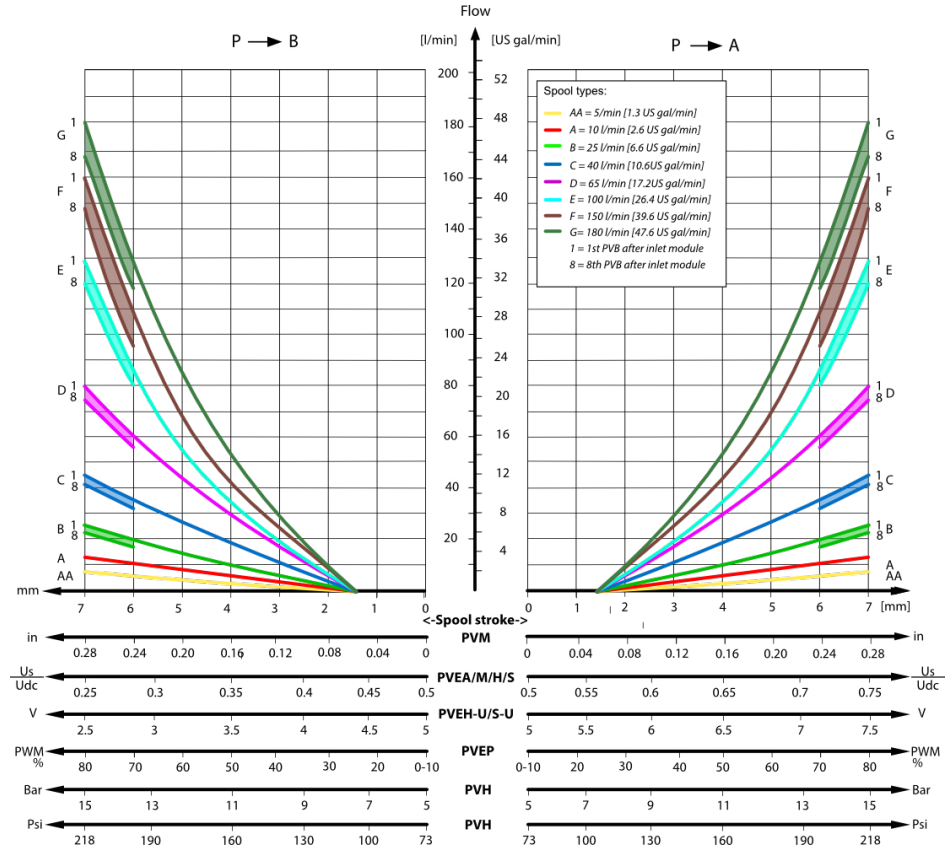 Flow
P → B
[l/min]
[US gal/min]
P → A
200
180
160
140
120
100
80
60
40
20
52
48
44
40
36
32
28
24
20
16
12
8
4
Spool types:
AA = 5/min [1.3 US gal/min]
A = 10 l/min [2.6 US gal/min]
B = 25 l/min [6.6 US gal/min]
C = 40 l/min [10.6US gal/min]
D = 65 l/min [17.2US gal/min]
E = 100 l/min [26.4 US gal/min]
F = 150 l/min [39.6 US gal/min]
G= 180 l/min [47.6 US gal/min]
1 = 1st PVB after inlet module
8 = 8th PVB after inlet module
G 1
8
F 1
8
E 1
8
D 1
8
C 1
8
B 1
8
A
AA
1 G
8
1 F
8
1 E
8
1 D
8
1 C
8
1 B
8
A
AA
mm 7 6 5 4 3 2 1 0 0 1 2 3 4 5 6 7 [mm]
<-Spool stroke->
in PVM in
0.28 0.24 0.20 0.16 0.12 0.08 0.04 0 0 0.04 0.08 0.12 0.16 0.20 0.24 0.28
Us
Udc PVEA/M/H/S Us
Udc
0.25 0.3 0.35 0.4 0.45 0.5 0.5 0.55 0.6 0.65 0.7 0.75
V PVEH-U/S-U V
2.5 3 3.5 4 4.5 5 5 5.5 6 6.5 7 7.5
PWM
% PVEP PWM
%
80 70 60 50 40 30 20 0-10 0-10 20 30 40 50 60 70 80
Bar PVH Bar
15 13 11 9 7 5 5 7 9 11 13 15
Psi PVH Psi
218 190 160 130 100 73 73 100 130 160 190 218